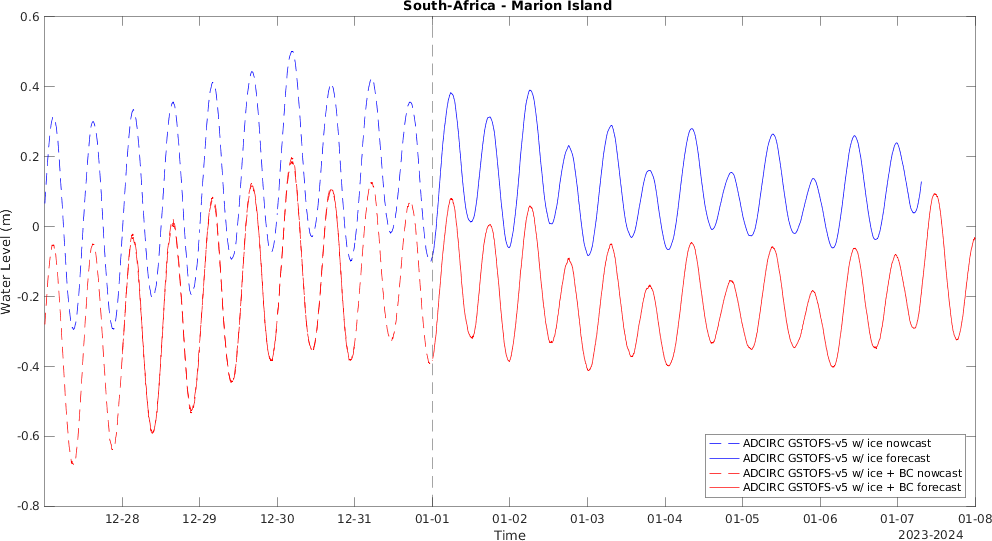 South-Africa - Marion Island
0.6
0.4
0.2
0
-0.2
-0.4
-0.6
-0.8
Water Level (m)
ADCIRC GSTOFS-v5 w/ ice nowcast
ADCIRC GSTOFS-v5 w/ ice forecast
ADCIRC GSTOFS-v5 w/ ice + BC nowcast
ADCIRC GSTOFS-v5 w/ ice + BC forecast
12-28 12-29 12-30 12-31 01-01 01-02 01-03 01-04 01-05 01-06 01-07 01-08
Time
2023-2024